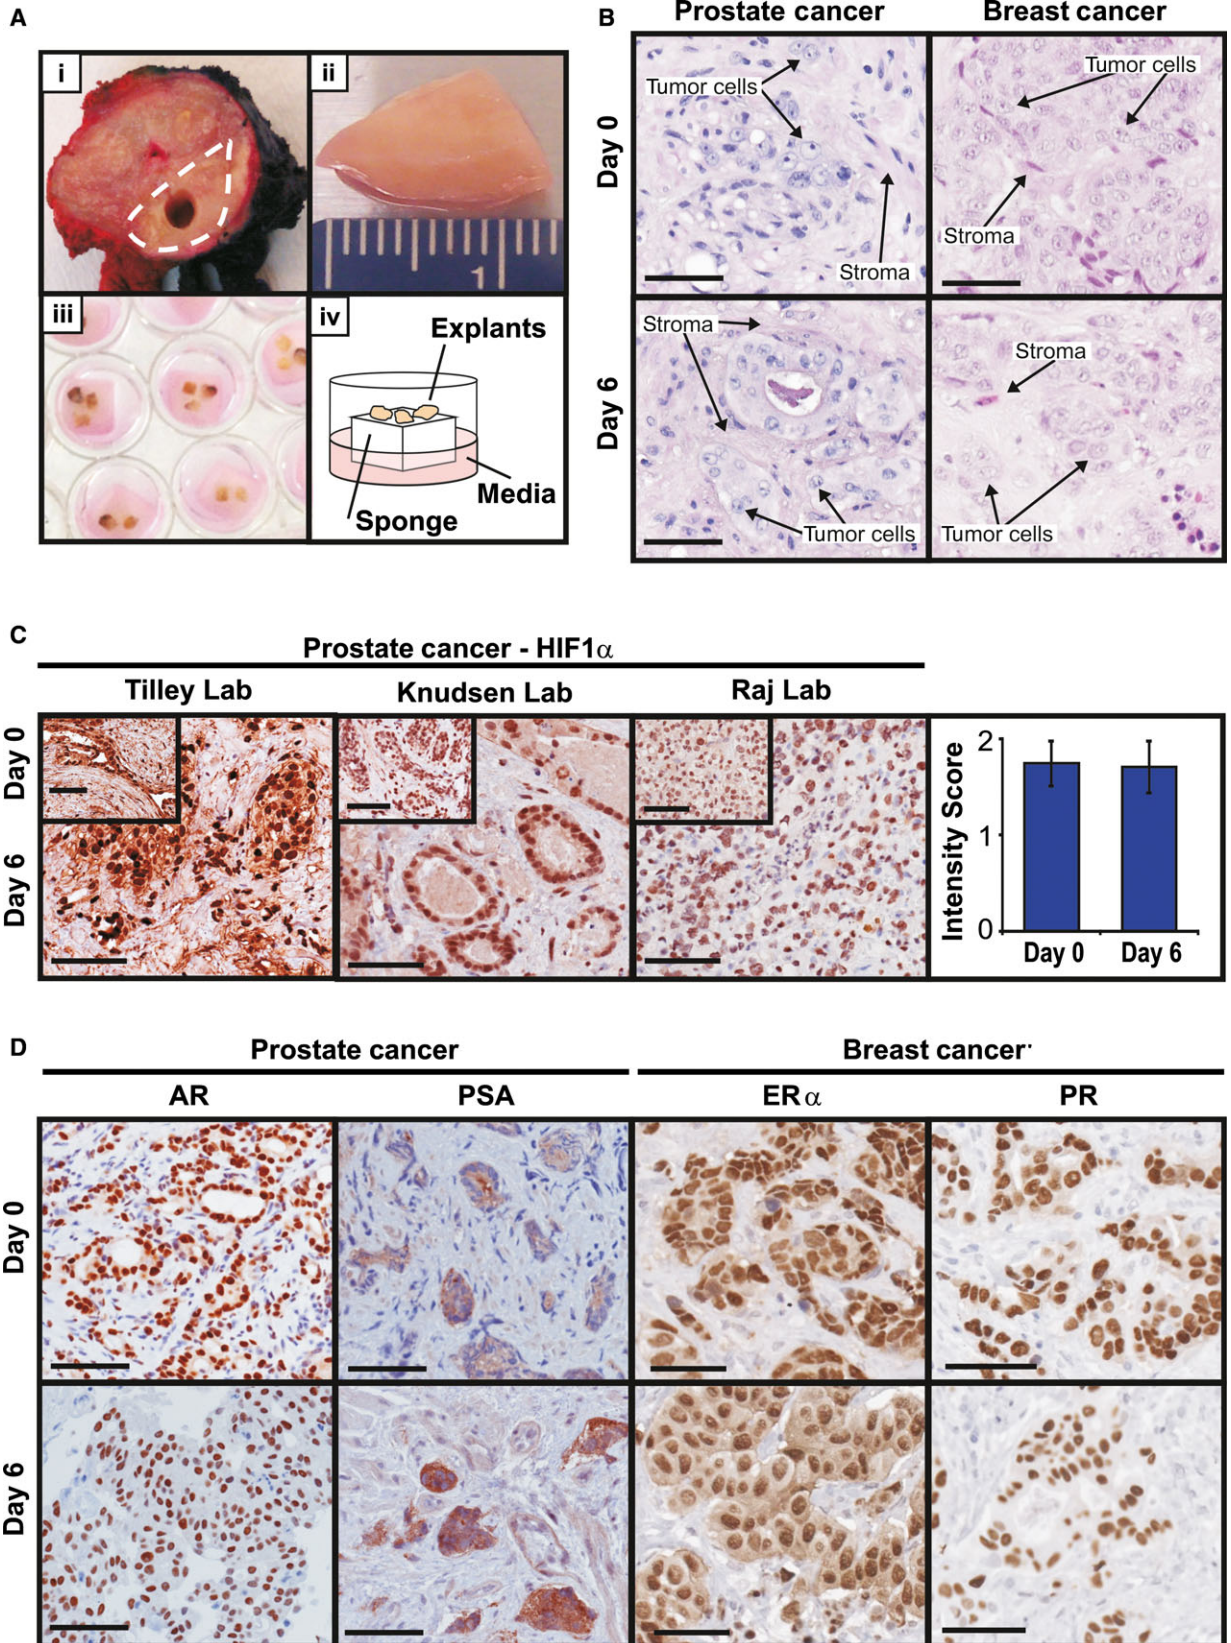 A
i
ii
1
iii
iv
Explants
Media
Sponge
B
Prostate cancer
Breast cancer
Day 0
Tumor cells
Stroma
Tumor cells
Stroma
Day 6
Stroma
Tumor cells
Stroma
Tumor cells
C
Prostate cancer - HIF1α
Tilley Lab
Knudsen Lab
Raj Lab
Day 0
Day 6
Intensity Score
2
1
0
Day 0
Day 6
D
Prostate cancer
Breast cancer
AR
PSA
ERα
PR
Day 0
Day 6